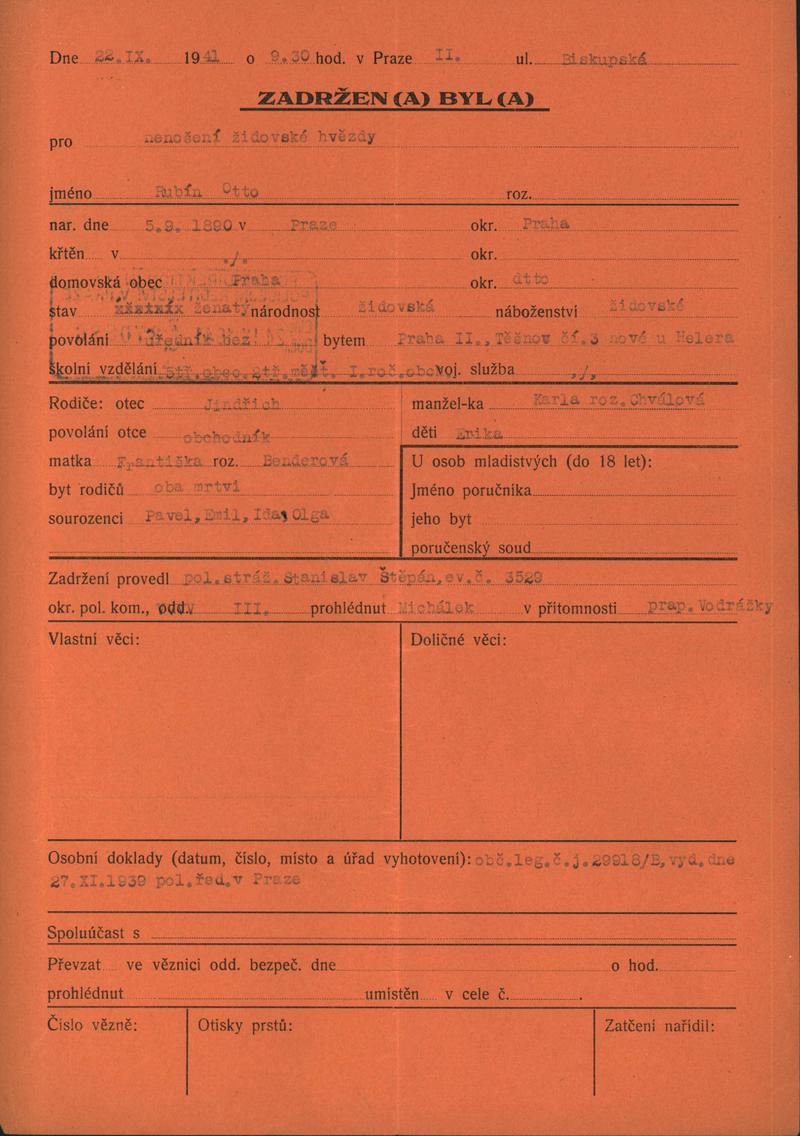 Dne 22.IX. 1941 o 9.30 hod. v Praze II. ul. Biskupská
ZADRŽEN (A) BYL (A)
pro nenošení židovské hvězdy
jméno Rubín Otto roz.
nar. dne 5.9. 1890 v Praze okr. Praha
křtěn v „/„ okr.
domovská obec Praha okr. dtto
stav ženatý národnost židovská náboženství židovské
povolání úředník bez bytem Praha II., Těšnov čí.3 nové u Helera
školní vzdělání stř.obec.stř.měšť. I.roč.obch voj. služba „/„
Rodiče: otec Jindřich manžel-ka Karla roz.Chválová
povolání otce obchodník děti Erika
matka Františka roz. Benderová U osob mladistvých (do 18 let):
byt rodičů oba mrtvi Jméno poručníka
sourozenci Pavel, Emil, Ida, Olga jeho byt
poručenský soud
Zadržení provedl pol.stráž. Stanislav Štěpán, ev.č. 3529
okr. pol. kom., odd. III. prohlédnut Michálek v přítomnosti prap. Vodrážky
Vlastní věci: Doličné věci:
Osobní doklady (datum, číslo, místo a úřad vyhotovení): obč.leg.č.j.29918/B, vyd.dne
27.XI.1939 pol.řed.v Praze
Spoluúčast s
Převzat ve věznici odd. bezpeč. dne o hod.
prohlédnut umístěn v cele č. .
Číslo vězně: Otisky prstů: Zatčení nařídil: